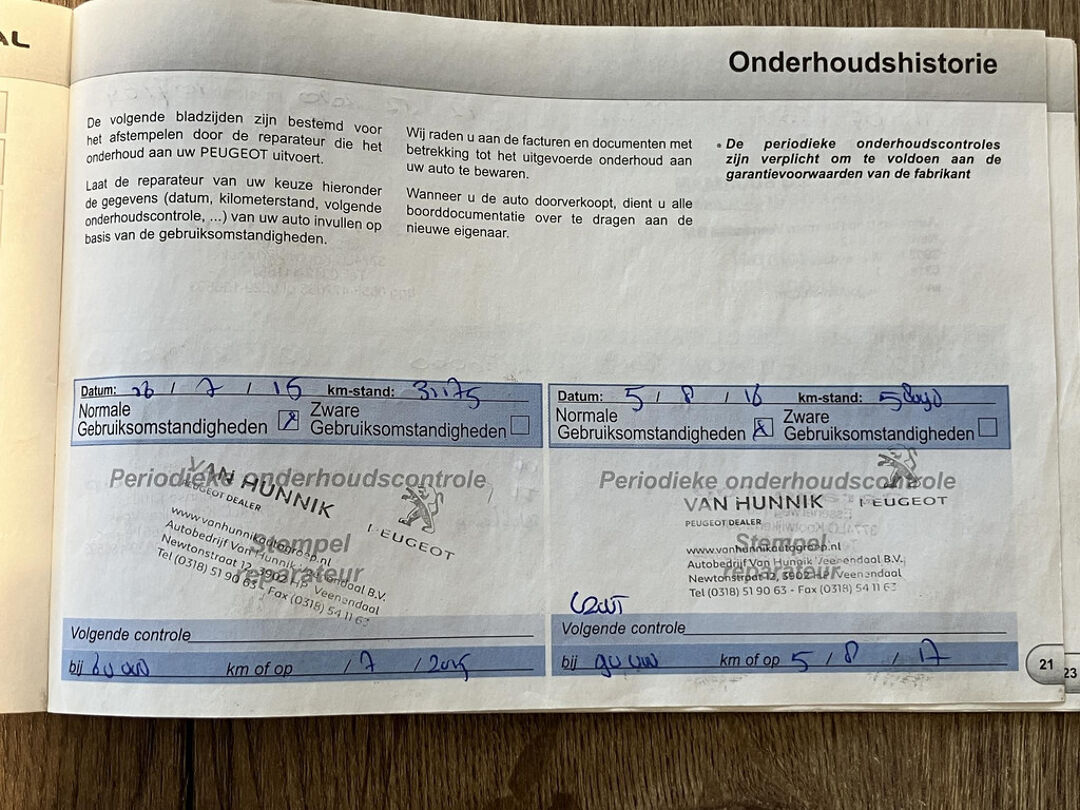 AL
Onderhoudshistorie
De volgende bladzijden zijn bestemd voor
het afstempelen door de reparateur die het
onderhoud aan uw PEUGEOT uitvoert.
Laat de reparateur van uw keuze hieronder
de gegevens (datum, kilometerstand, volgende
onderhoudscontrole, ...) van uw auto invullen op
basis van de gebruiksomstandigheden.
Wij raden u aan de facturen en documenten met
betrekking tot het uitgevoerde onderhoud aan
uw auto te bewaren.
Wanneer u de auto doorverkoopt, dient u alle
boorddocumentatie over te dragen aan de
nieuwe eigenaar.
• De periodieke onderhoudscontroles
zijn verplicht om te voldoen aan de
garantievoorwaarden van de fabrikant
Datum: / 7 / 15 km-stand: 31175
Normale
Gebruiksomstandigheden
Zware
Gebruiksomstandigheden
Periodieke onderhoudscontrole
VAN HUNNIK
PEUGEOT DEALER
PEUGEOT
www.vanhunnikautogroep.nl
Autobedrijf Van Hunnik Veenendaal B.V.
Newtonstraat 12, 3902 HP Veenendaal
Tel (0318) 51 90 63 - Fax (0318) 54 11 63
Stempel
reparateur
Volgende controle
bij km of op / 7 /
Datum: 5 / 8 / 16 km-stand:
Normale
Gebruiksomstandigheden
Zware
Gebruiksomstandigheden
Periodieke onderhoudscontrole
VAN HUNNIK
PEUGEOT DEALER
PEUGEOT
www.vanhunnikautogroep.nl
Autobedrijf Van Hunnik Veenendaal B.V.
Newtonstraat 12, 3902 HP Veenendaal
Tel (0318) 51 90 63 - Fax (0318) 54 11 63
Stempel
reparateur
Volgende controle
bij km of op 5 / 8 / 17
21
23